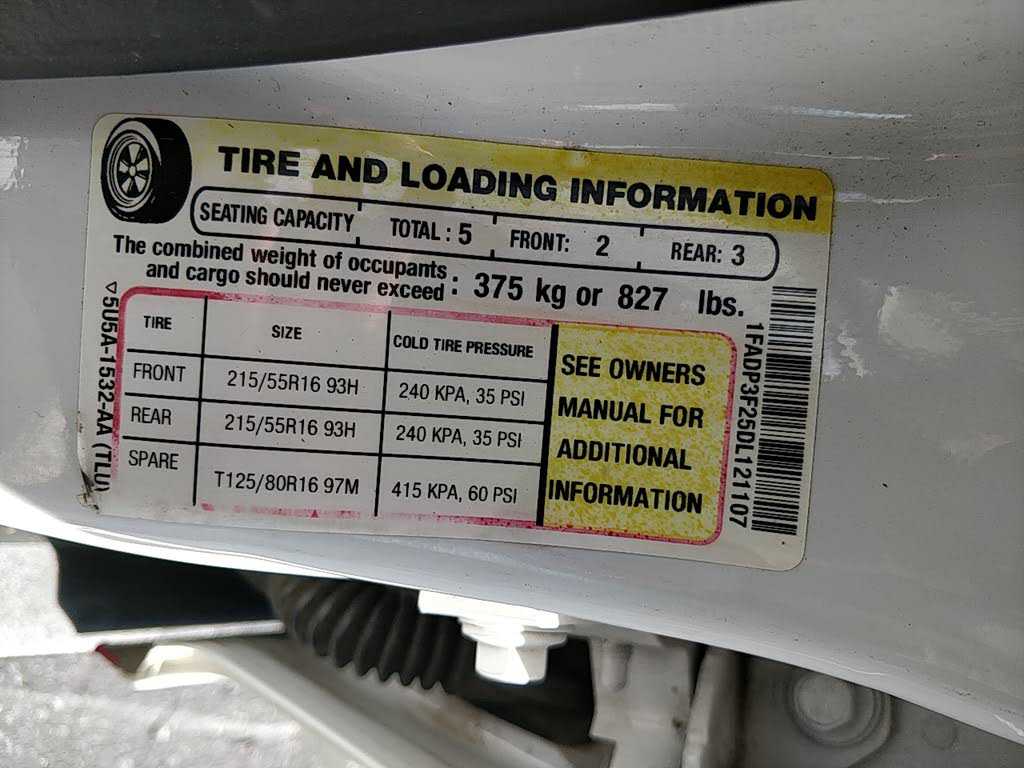 TIRE AND LOADING INFORMATION
SEATING CAPACITY TOTAL : 5 FRONT: 2 REAR: 3
The combined weight of occupants
and cargo should never exceed : 375 kg or 827 lbs.
TIRE SIZE COLD TIRE PRESSURE
FRONT 215/55R16 93H 240 KPA, 35 PSI
REAR 215/55R16 93H 240 KPA, 35 PSI
SPARE T125/80R16 97M 415 KPA, 60 PSI
SEE OWNERS
MANUAL FOR
ADDITIONAL
INFORMATION
▽5U5A-1532-AA (TLU)
1FADP3F25DL121107